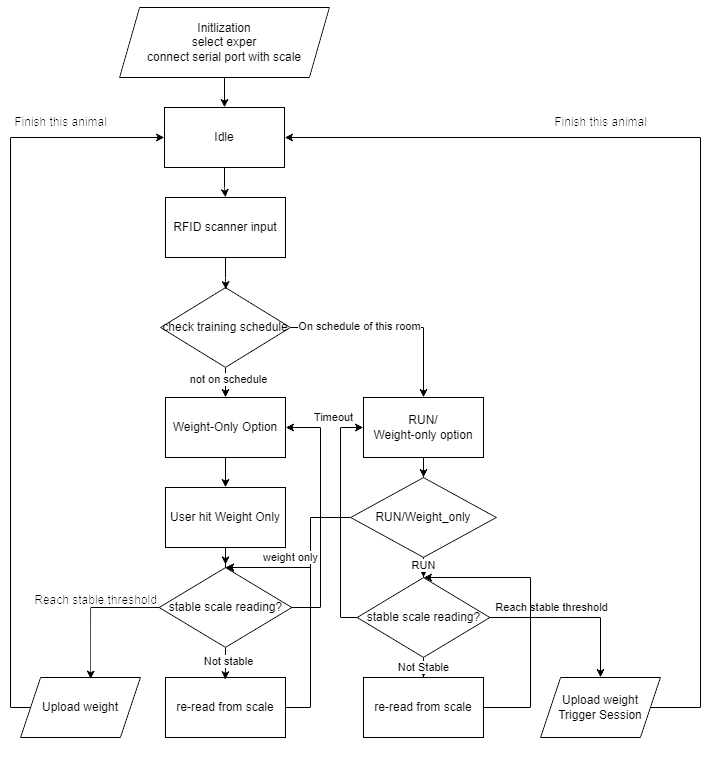 Initlization
select exper
connect serial port with scale
Finish this animal
Idle
Finish this animal
RFID scanner input
check training schedule
On schedule of this room
not on schedule
Weight-Only Option
Timeout
RUN/
Weight-only option
User hit Weight Only
RUN/Weight_only
weight only
RUN
Reach stable threshold
stable scale reading?
stable scale reading?
Reach stable threshold
Not stable
Not Stable
Upload weight
re-read from scale
re-read from scale
Upload weight
Trigger Session